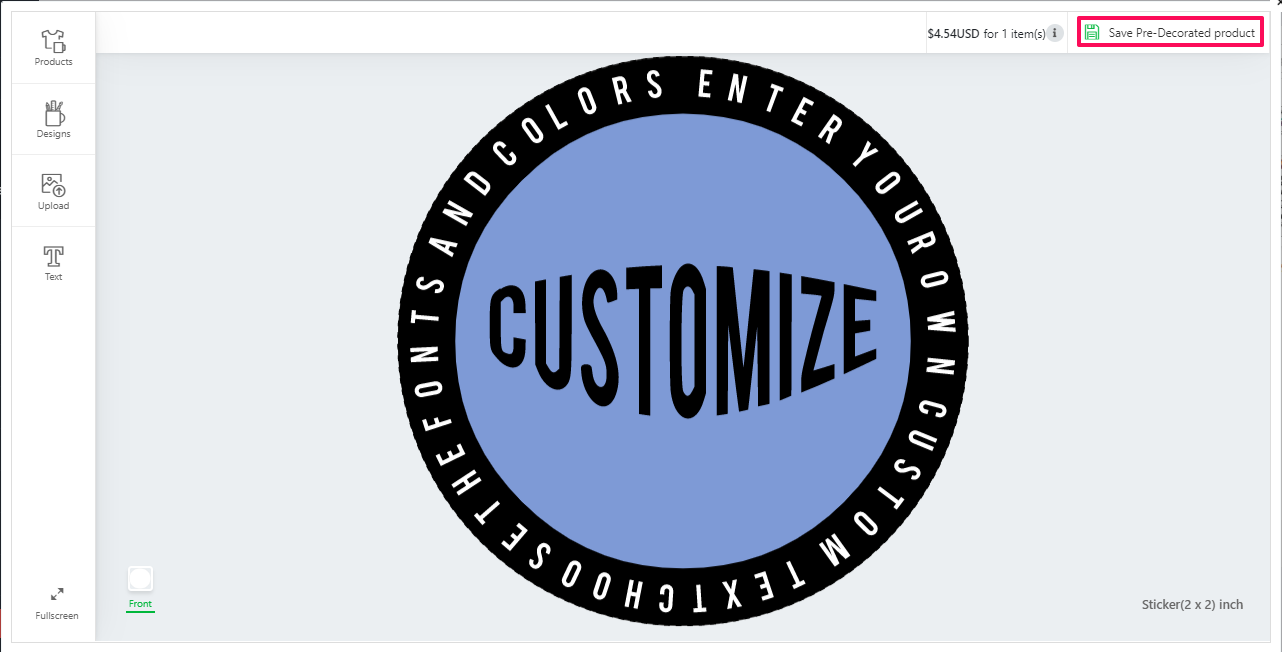 Products
Designs
Upload
Text
Fullscreen
$4.54USD for 1 item(s) i
Save Pre-Decorated product
ENTER YOUR OWN CUSTOM TEXT CHOOSE THE FONTS AND COLORS
CUSTOMIZE
Front
Sticker(2 x 2) inch